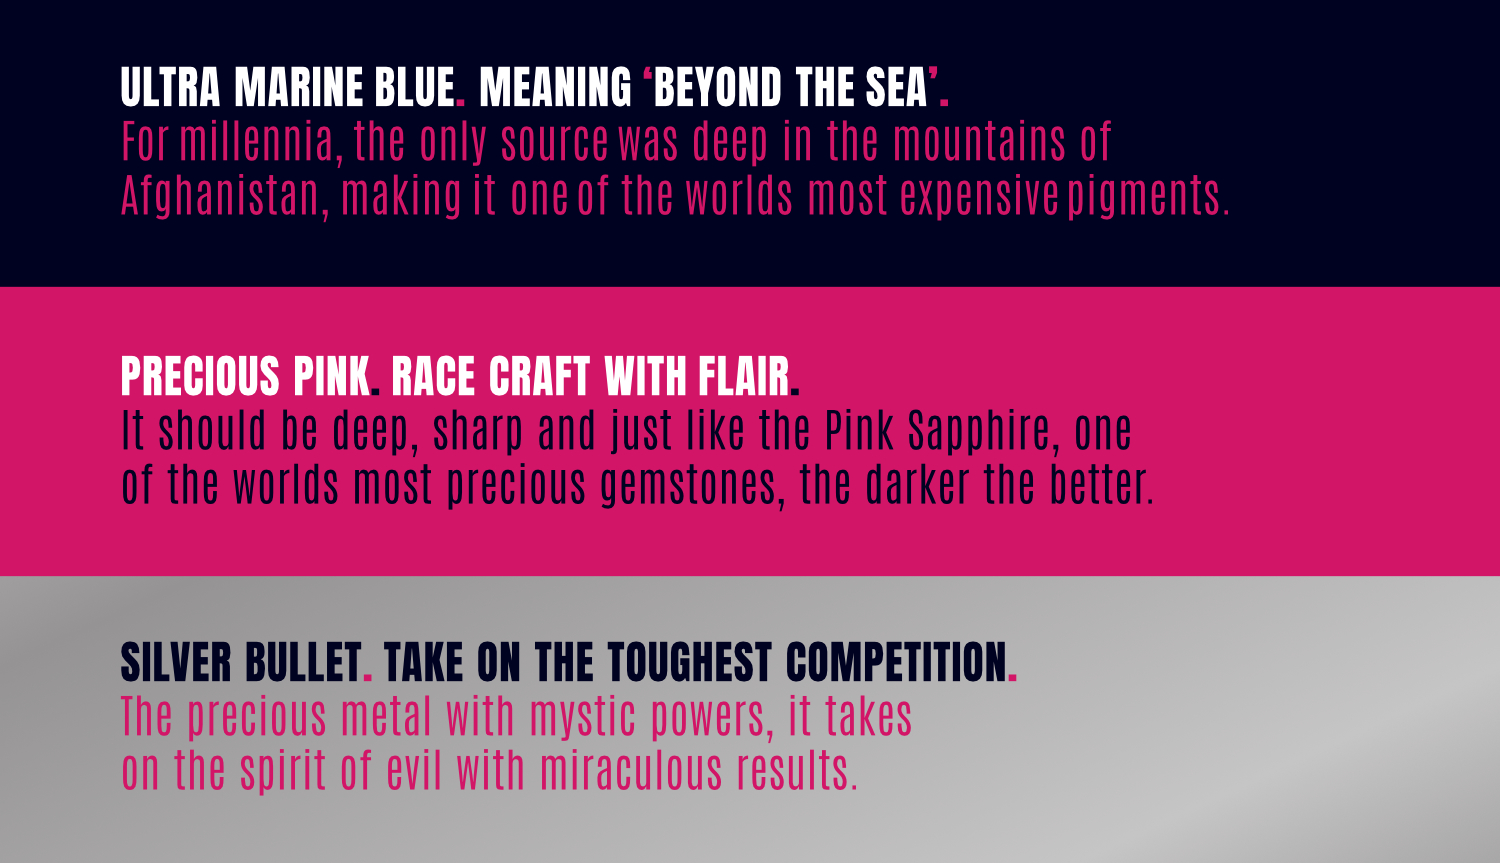 ULTRA MARINE BLUE. MEANING ‘BEYOND THE SEA’.
For millennia, the only source was deep in the mountains of
Afghanistan, making it one of the worlds most expensive pigments.
PRECIOUS PINK. RACE CRAFT WITH FLAIR.
It should be deep, sharp and just like the Pink Sapphire, one
of the worlds most precious gemstones, the darker the better.
SILVER BULLET. TAKE ON THE TOUGHEST COMPETITION.
The precious metal with mystic powers, it takes
on the spirit of evil with miraculous results.